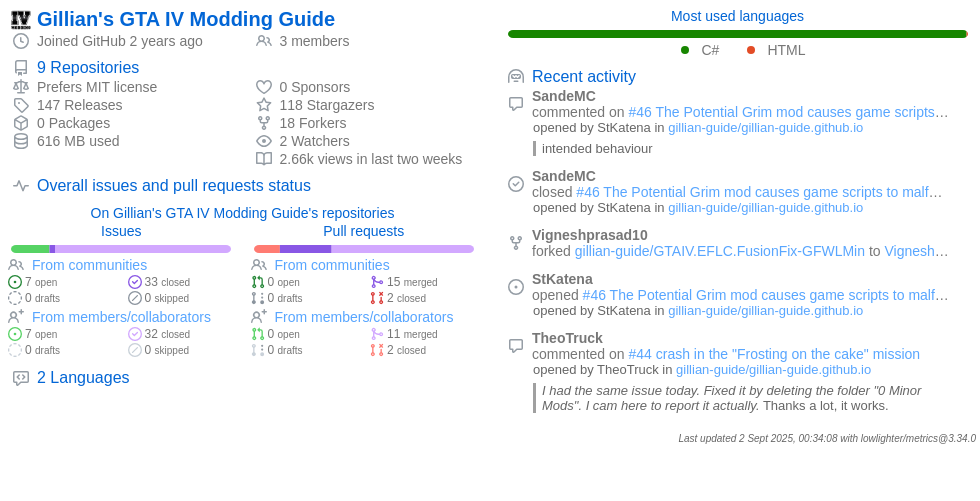 Gillian's GTA IV Modding Guide
Joined GitHub 2 years ago
3 members
9 Repositories
Prefers MIT license
147 Releases
0 Packages
616 MB used
0 Sponsors
118 Stargazers
18 Forkers
2 Watchers
2.66k views in last two weeks
Overall issues and pull requests status
On Gillian's GTA IV Modding Guide's repositories
Issues
From communities
7 open
33 closed
0 drafts
0 skipped
From members/collaborators
7 open
32 closed
0 drafts
0 skipped
Pull requests
From communities
0 open
15 merged
0 drafts
2 closed
From members/collaborators
0 open
11 merged
0 drafts
2 closed
2 Languages
Most used languages
C# HTML
Recent activity
SandeMC
commented on #46 The Potential Grim mod causes game scripts…
opened by StKatena in gillian-guide/gillian-guide.github.io
intended behaviour
SandeMC
closed #46 The Potential Grim mod causes game scripts to malf…
opened by StKatena in gillian-guide/gillian-guide.github.io
Vigneshprasad10
forked gillian-guide/GTAIV.EFLC.FusionFix-GFWLMin to Vignesh…
StKatena
opened #46 The Potential Grim mod causes game scripts to malf…
opened by StKatena in gillian-guide/gillian-guide.github.io
TheoTruck
commented on #44 crash in the "Frosting on the cake" mission
opened by TheoTruck in gillian-guide/gillian-guide.github.io
I had the same issue today. Fixed it by deleting the folder "0 Minor
Mods". I cam here to report it actually. Thanks a lot, it works.
Last updated 2 Sept 2025, 00:34:08 with lowlighter/metrics@3.34.0